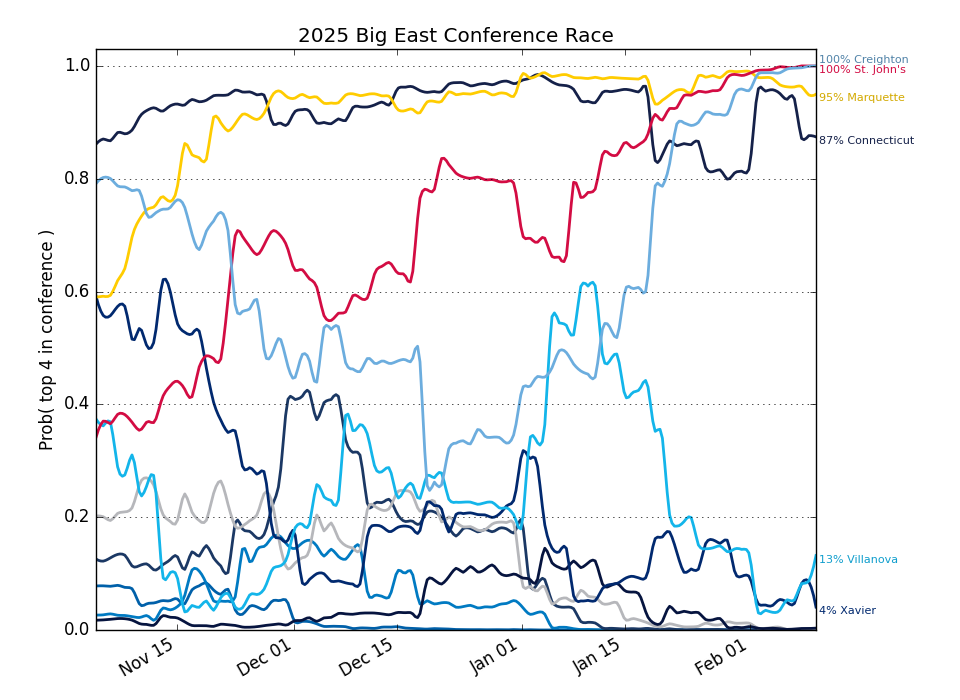 2025 Big East Conference Race
1.0
0.8
0.6
0.4
0.2
0.0
Prob( top 4 in conference )
Nov 15
Dec 01
Dec 15
Jan 01
Jan 15
Feb 01
100% Creighton
100% St. John's
95% Marquette
87% Connecticut
13% Villanova
4% Xavier